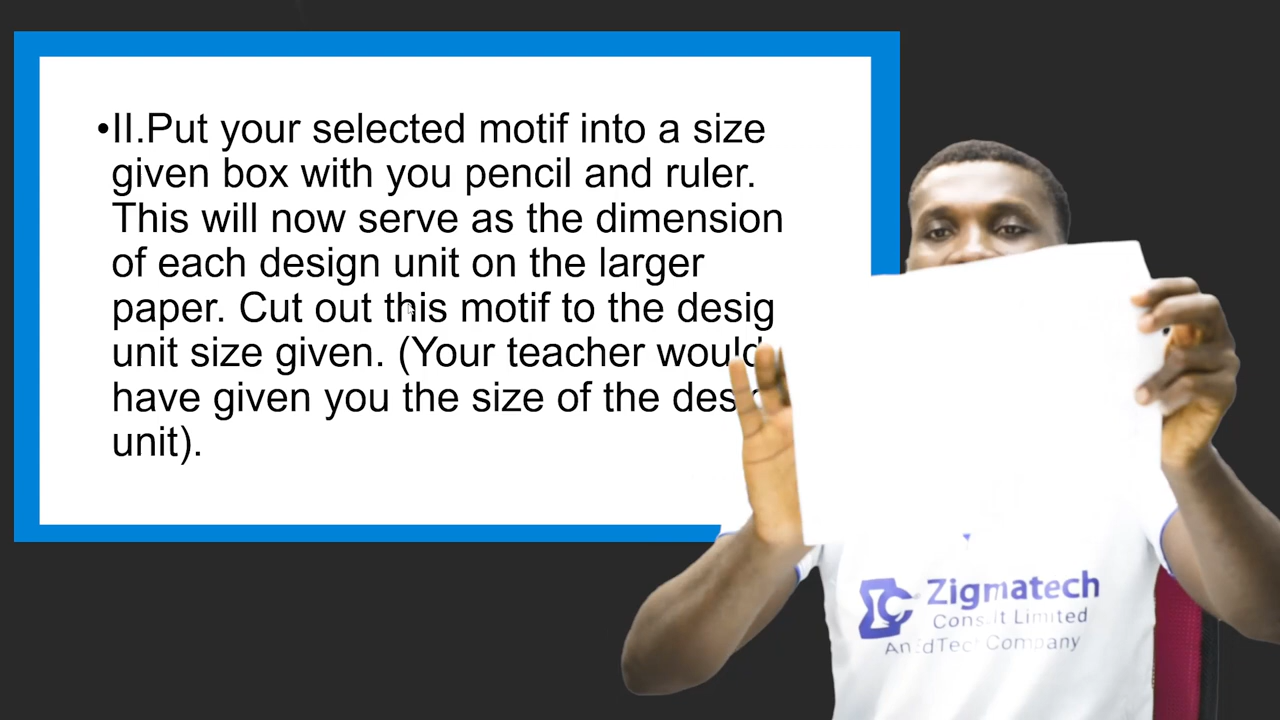 •II.Put your selected motif into a size
given box with you pencil and ruler.
This will now serve as the dimension
of each design unit on the larger
paper. Cut out this motif to the desig
unit size given. (Your teacher would
have given you the size of the
unit).
Zigmatech
Limited
Company